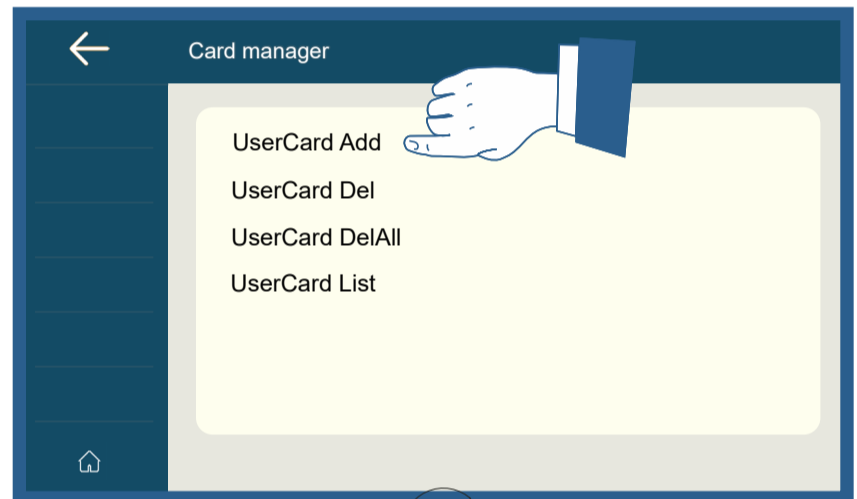 Card manager
UserCard Add
UserCard Del
UserCard DelAll
UserCard List